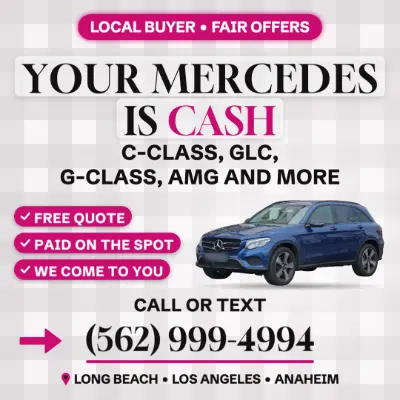 LOCAL BUYER • FAIR OFFERS
YOUR MERCEDES
IS CASH
C-CLASS, GLC,
G-CLASS, AMG AND MORE
FREE QUOTE
PAID ON THE SPOT
WE COME TO YOU
CALL OR TEXT
(562) 999-4994
LONG BEACH • LOS ANGELES • ANAHEIM